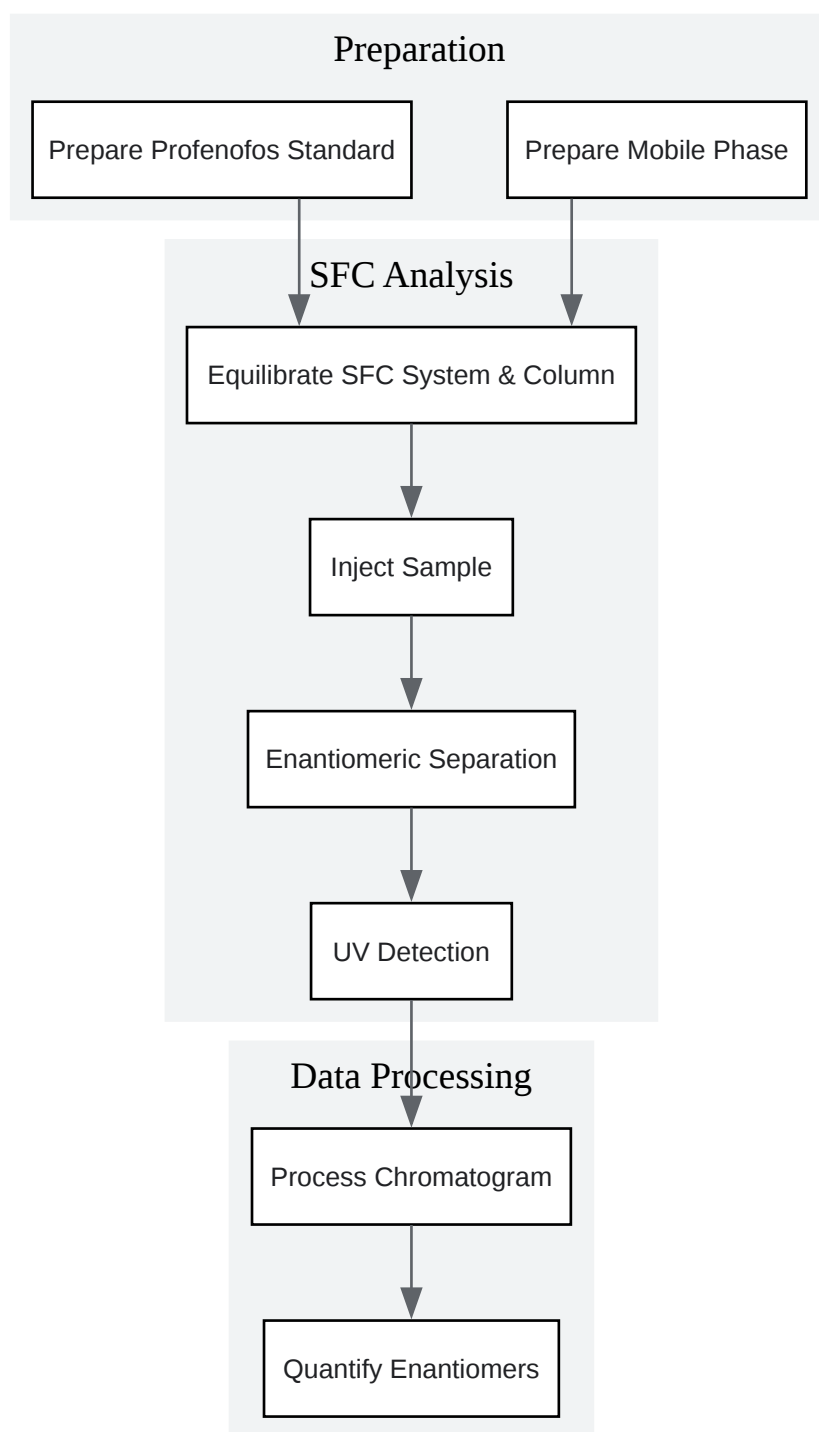 Preparation
Prepare Profenofos Standard
Prepare Mobile Phase
SFC Analysis
Equilibrate SFC System & Column
Inject Sample
Enantiomeric Separation
UV Detection
Data Processing
Process Chromatogram
Quantify Enantiomers